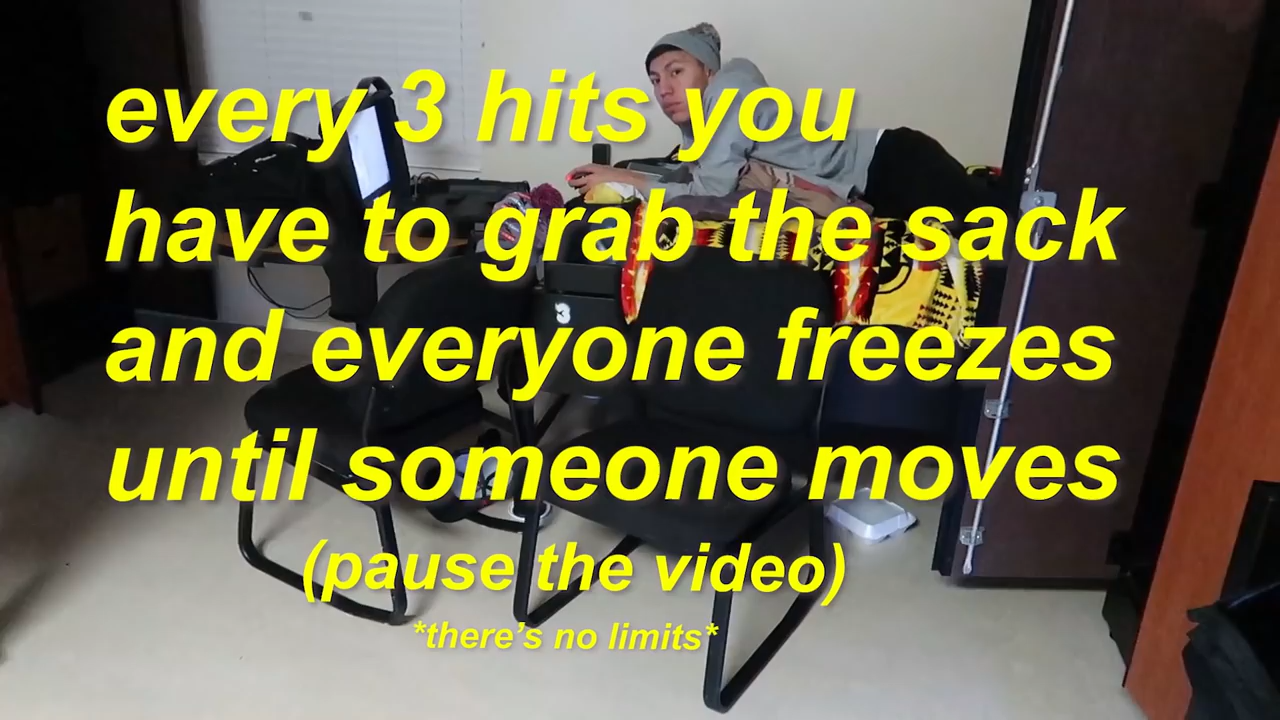 every 3 hits you
have to grab the sack
and everyone freezes
until someone moves
(pause the video)
*there's no limits*
3